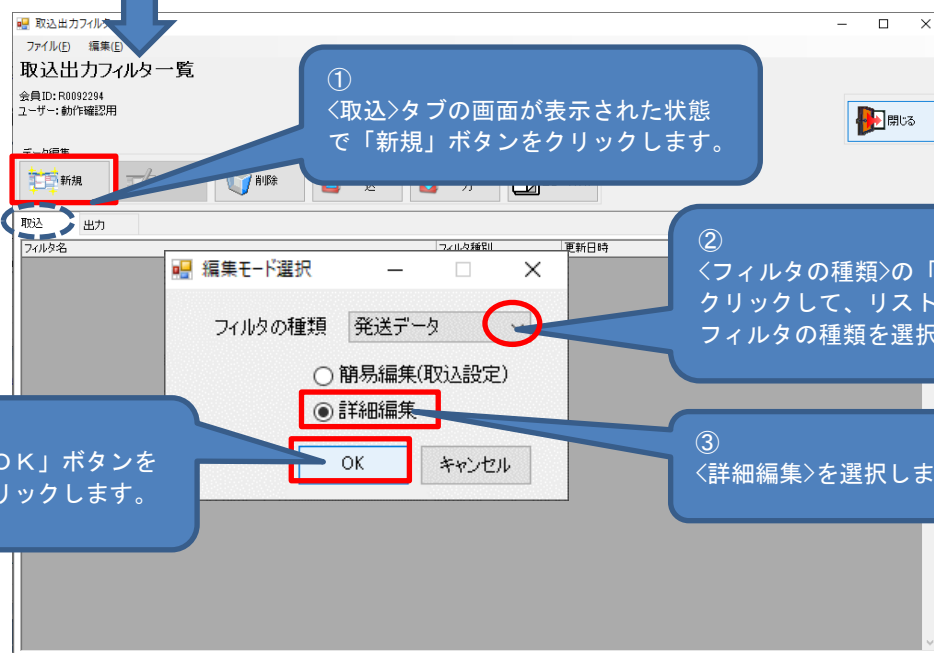 取込出力フィルタ
ファイル(F) 編集(E)
取込出力フィルター覧
会員ID: R0092294
ユーザー: 動作確認用
①
<取込>タブの画面が表示された状態
で「新規」ボタンをクリックします。
閉じる
データ編集
新規
削除
込
力
取込
出力
フィルタ名
フィルタ種別
更新日時
②
<フィルタの種類>の「
クリックして、リスト
フィルタの種類を選択
編集モード選択
フィルタの種類 発送データ
簡易編集(取込設定)
詳細編集
OK
キャンセル
③
<詳細編集>を選択しま
ＯＫ」ボタンを
リックします。